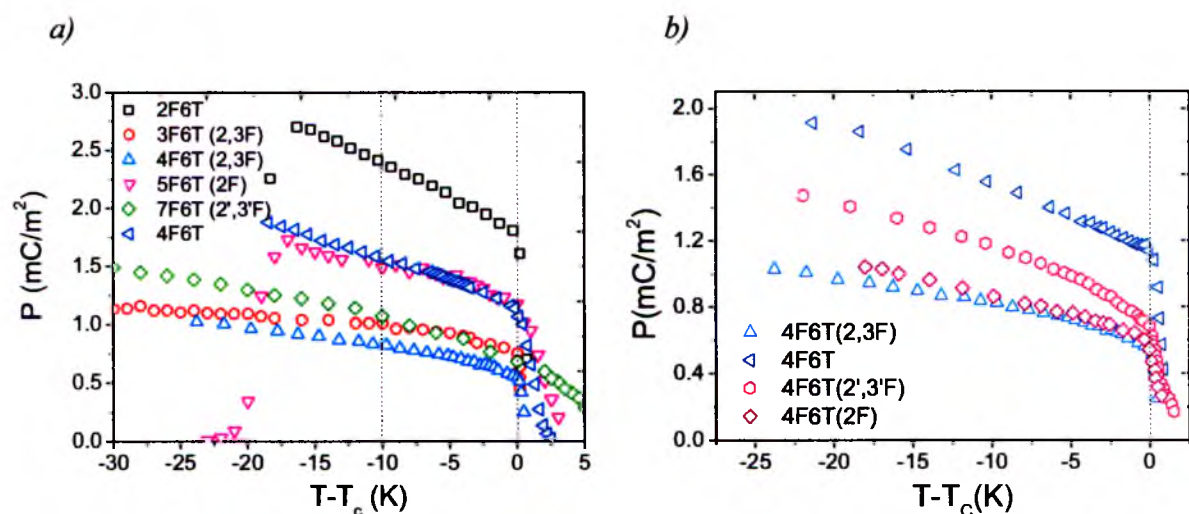 a)
3.0
2.5
2.0
1.5
1.0
0.5
0.0
P (mC/m²)
2F6T
3F6T (2,3F)
4F6T (2,3F)
5F6T (2F)
7F6T (2',3'F)
4F6T
-30 -25 -20 -15 -10 -5 0 5
T-Tc (K)
b)
2.0
1.6
1.2
0.8
0.4
0.0
P(mC/m²)
4F6T(2,3F)
4F6T
4F6T(2',3'F)
4F6T(2F)
-25 -20 -15 -10 -5 0
T-TC(K)